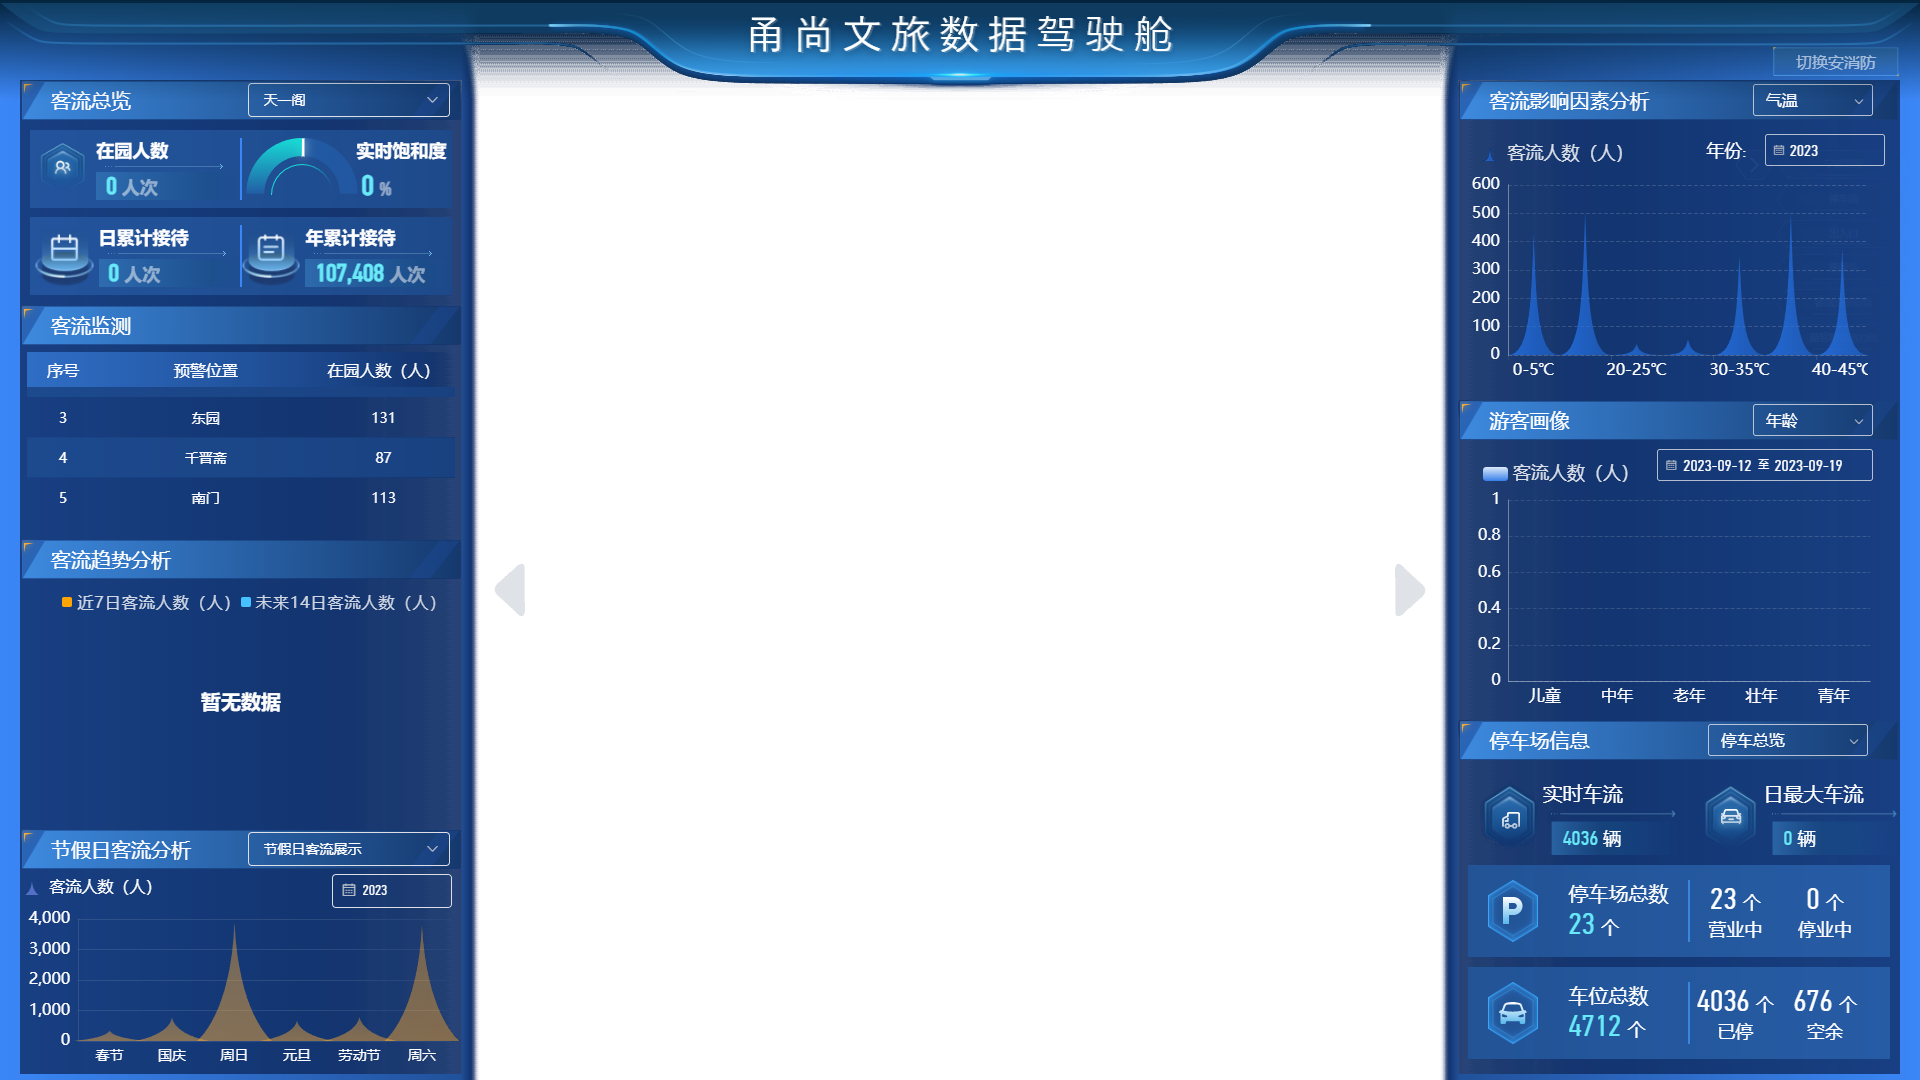 甬尚文旅数据驾驶舱
切换安消防
客流总览
天一阁
在园人数
0 人次
实时饱和度
0 %
日累计接待
0 人次
年累计接待
107,408 人次
客流监测
序号 预警位置 在园人数（人）
3 东园 131
4 千晋斋 87
5 南门 113
客流趋势分析
近7日客流人数（人） 未来14日客流人数（人）
暂无数据
节假日客流分析
节假日客流展示
客流人数（人）
2023
4,000
3,000
2,000
1,000
0
春节 国庆 周日 元旦 劳动节 周六
客流影响因素分析
气温
客流人数（人）
年份:
2023
600
500
400
300
200
100
0
0-5℃ 20-25℃ 30-35℃ 40-45℃
游客画像
年龄
客流人数（人）
2023-09-12 至 2023-09-19
1
0.8
0.6
0.4
0.2
0
儿童 中年 老年 壮年 青年
停车场信息
停车总览
实时车流
4036 辆
日最大车流
0 辆
停车场总数
23 个
23 个
营业中
0 个
停业中
车位总数
4712 个
4036 个
已停
676 个
空余